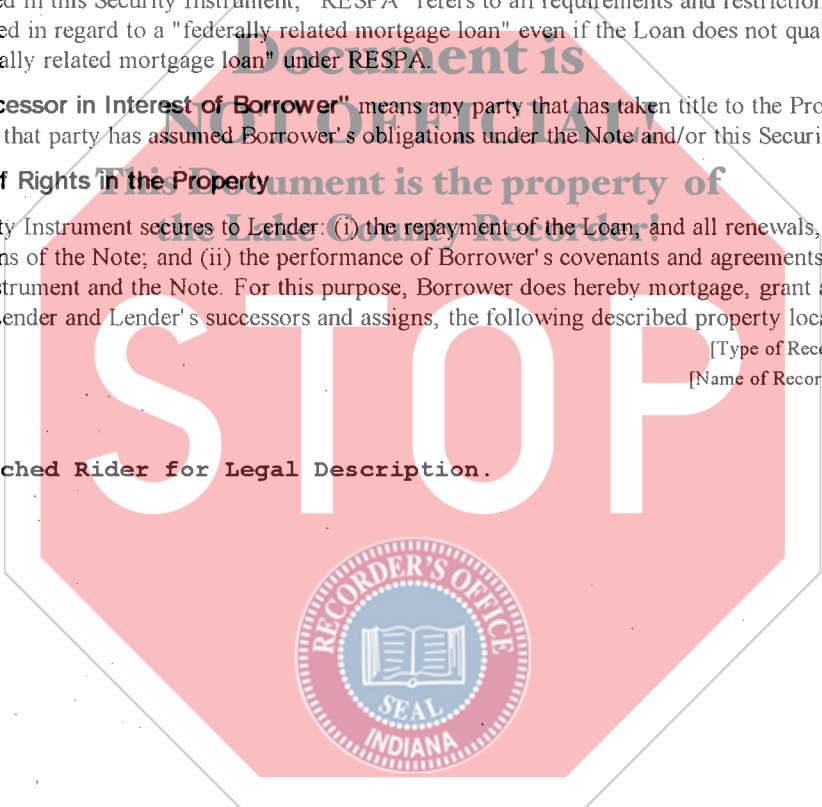 ed in this Security Instrument, "RESPA" refers to all requirements and restriction
ed in regard to a "federally related mortgage loan" even if the Loan does not qua
ally related mortgage loan" under RESPA.
Document is
cessor in Interest of Borrower" means any party that has taken title to the Pro
NOT OFFICIAL!
that party has assumed Borrower's obligations under the Note and/or this Securi
f Rights in the Property
This Document is the property of
the Lake County Recorder!
ty Instrument secures to Lender: (i) the repayment of the Loan, and all renewals,
ns of the Note; and (ii) the performance of Borrower's covenants and agreements
strument and the Note. For this purpose, Borrower does hereby mortgage, grant a
ender and Lender's successors and assigns, the following described property loca
[Type of Reco
[Name of Recor
STOP
ched Rider for Legal Description.
RECORDER'S OFFICE
SEAL
INDIANA